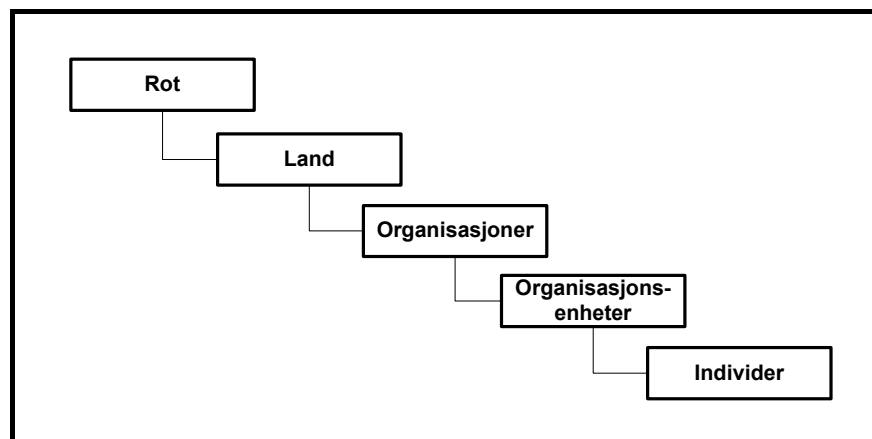 Rot
Land
Organisasjoner
Organisasjons-
enheter
Individer